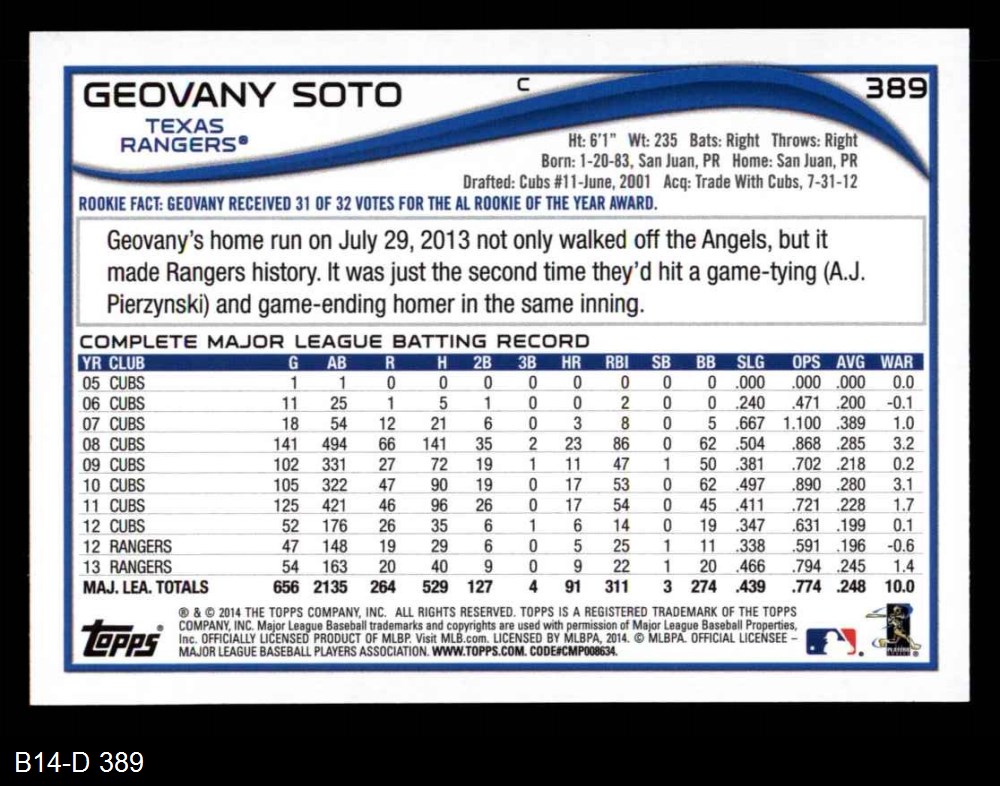 GEOVANY SOTO C 389
TEXAS
RANGERS®
Ht: 6'1" Wt: 235 Bats: Right Throws: Right
Born: 1-20-83, San Juan, PR Home: San Juan, PR
Drafted: Cubs #11-June, 2001 Acq: Trade With Cubs, 7-31-12
ROOKIE FACT: GEOVANY RECEIVED 31 OF 32 VOTES FOR THE AL ROOKIE OF THE YEAR AWARD.
Geovany's home run on July 29, 2013 not only walked off the Angels, but it
made Rangers history. It was just the second time they'd hit a game-tying (A.J.
Pierzynski) and game-ending homer in the same inning.
COMPLETE MAJOR LEAGUE BATTING RECORD
YR CLUB G AB R H 2B 3B HR RBI SB BB SLG OPS AVG WAR
05 CUBS 1 1 0 0 0 0 0 0 0 0 .000 .000 .000 0.0
06 CUBS 11 25 1 5 1 0 0 2 0 0 .240 .471 .200 -0.1
07 CUBS 18 54 12 21 6 0 3 8 0 5 .667 1.100 .389 1.0
08 CUBS 141 494 66 141 35 2 23 86 0 62 .504 .868 .285 3.2
09 CUBS 102 331 27 72 19 1 11 47 1 50 .381 .702 .218 0.2
10 CUBS 105 322 47 90 19 0 17 53 0 62 .497 .890 .280 3.1
11 CUBS 125 421 46 96 26 0 17 54 0 45 .411 .721 .228 1.7
12 CUBS 52 176 26 35 6 1 6 14 0 19 .347 .631 .199 0.1
12 RANGERS 47 148 19 29 6 0 5 25 1 11 .338 .591 .196 -0.6
13 RANGERS 54 163 20 40 9 0 9 22 1 20 .466 .794 .245 1.4
MAJ. LEA. TOTALS 656 2135 264 529 127 4 91 311 3 274 .439 .774 .248 10.0
® & © 2014 THE TOPPS COMPANY, INC. ALL RIGHTS RESERVED. TOPPS IS A REGISTERED TRADEMARK OF THE TOPPS
COMPANY, INC. Major League Baseball trademarks and copyrights are used with permission of Major League Baseball Properties,
Inc. OFFICIALLY LICENSED PRODUCT OF MLBP. Visit MLB.com. LICENSED BY MLBPA, 2014. © MLBPA. OFFICIAL LICENSEE –
MAJOR LEAGUE BASEBALL PLAYERS ASSOCIATION. WWW.TOPPS.COM. CODE#CMP008634.
Topps®
B14-D 389